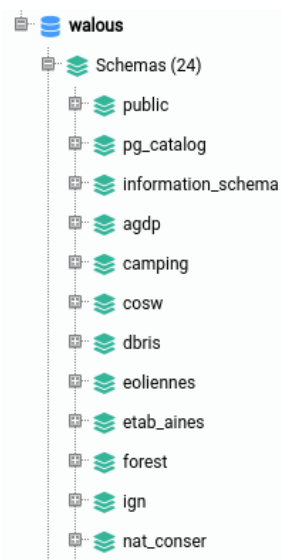 walous
Schemas (24)
public
pg_catalog
information_schema
agdp
camping
cosw
dbris
eoliennes
etab_aines
forest
ign
nat_conser